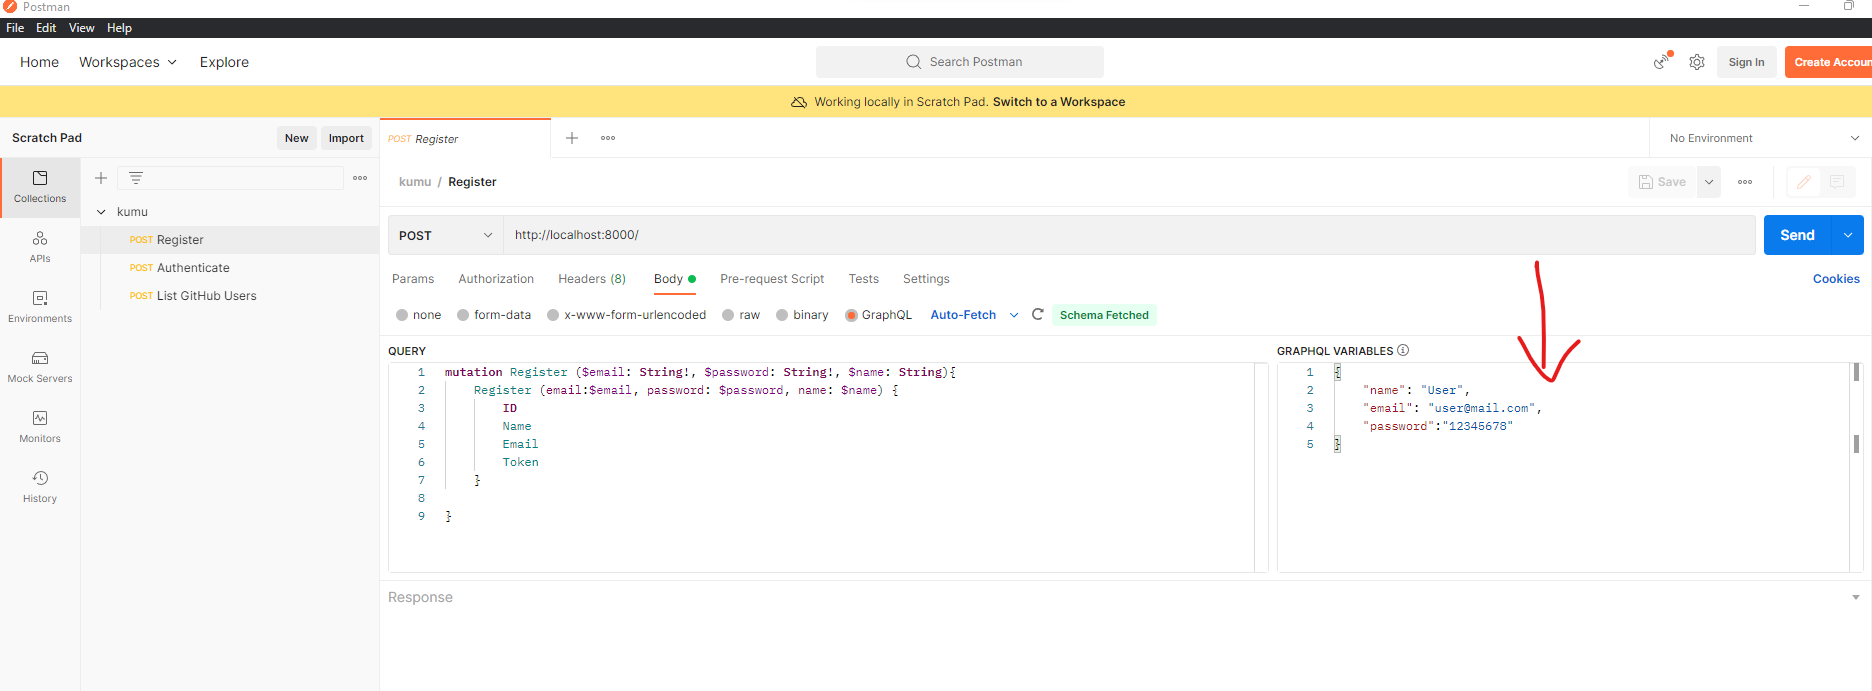 Postman
File Edit View Help
Home Workspaces Explore
Search Postman
Sign In
Create Accoun
Working locally in Scratch Pad. Switch to a Workspace
Scratch Pad
New
Import
POST Register
No Environment
Collections
APIs
Environments
Mock Servers
Monitors
History
kumu
POST Register
POST Authenticate
POST List GitHub Users
kumu / Register
Save
POST
http://localhost:8000/
Send
Params Authorization Headers (8) Body Pre-request Script Tests Settings
Cookies
none form-data x-www-form-urlencoded raw binary GraphQL Auto-Fetch Schema Fetched
QUERY
1 mutation Register ($email: String!, $password: String!, $name: String){
2 Register (email:$email, password: $password, name: $name) {
3 ID
4 Name
5 Email
6 Token
7 }
8
9 }
GRAPHQL VARIABLES
1 {
2 "name": "User",
3 "email": "user@mail.com",
4 "password":"12345678"
5 }
Response